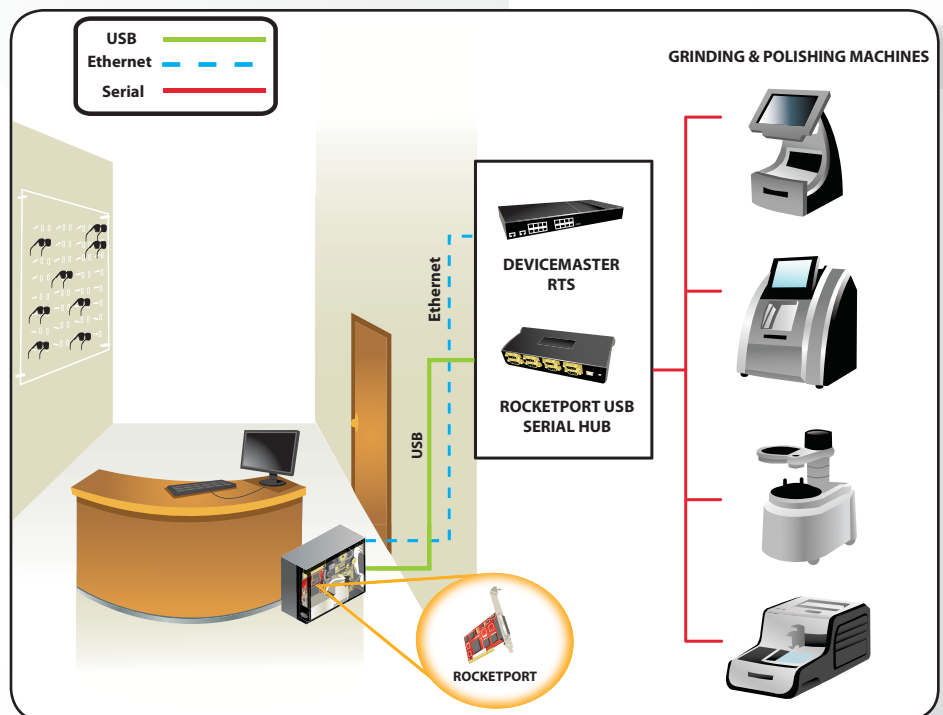 USB
Ethernet
Serial
GRINDING & POLISHING MACHINES
Ethernet
USB
DEVICEMASTER
RTS
ROCKETPORT USB
SERIAL HUB
ROCKETPORT